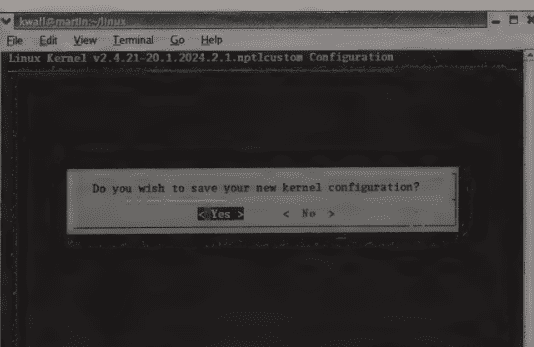 kwall@martin:~/linux
File Edit View Terminal Go Help
Linux Kernel v2.4.21-20.1.2024.2.1.nptlcustom Configuration
Do you wish to save your new kernel configuration?
< Yes > < No >